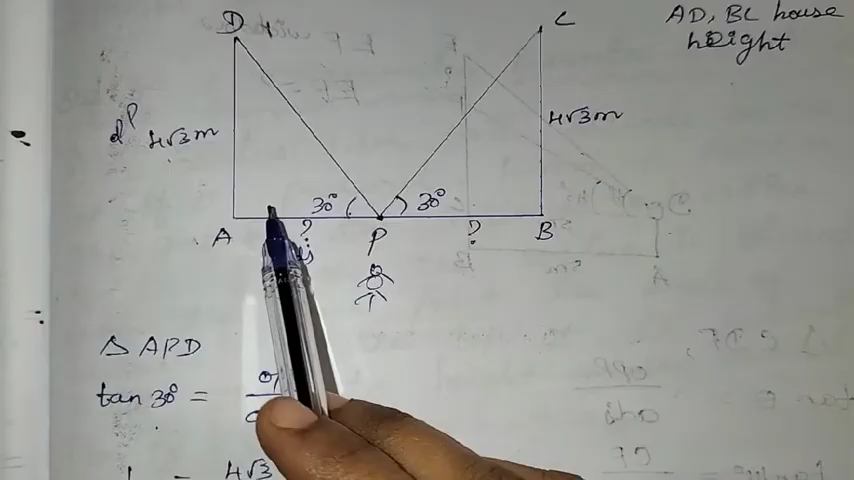 AD, BC house
height
D
C
4√3m
4√3m
30°
30°
A
?
P
?
B
Δ APD
tan 30° =
4√3